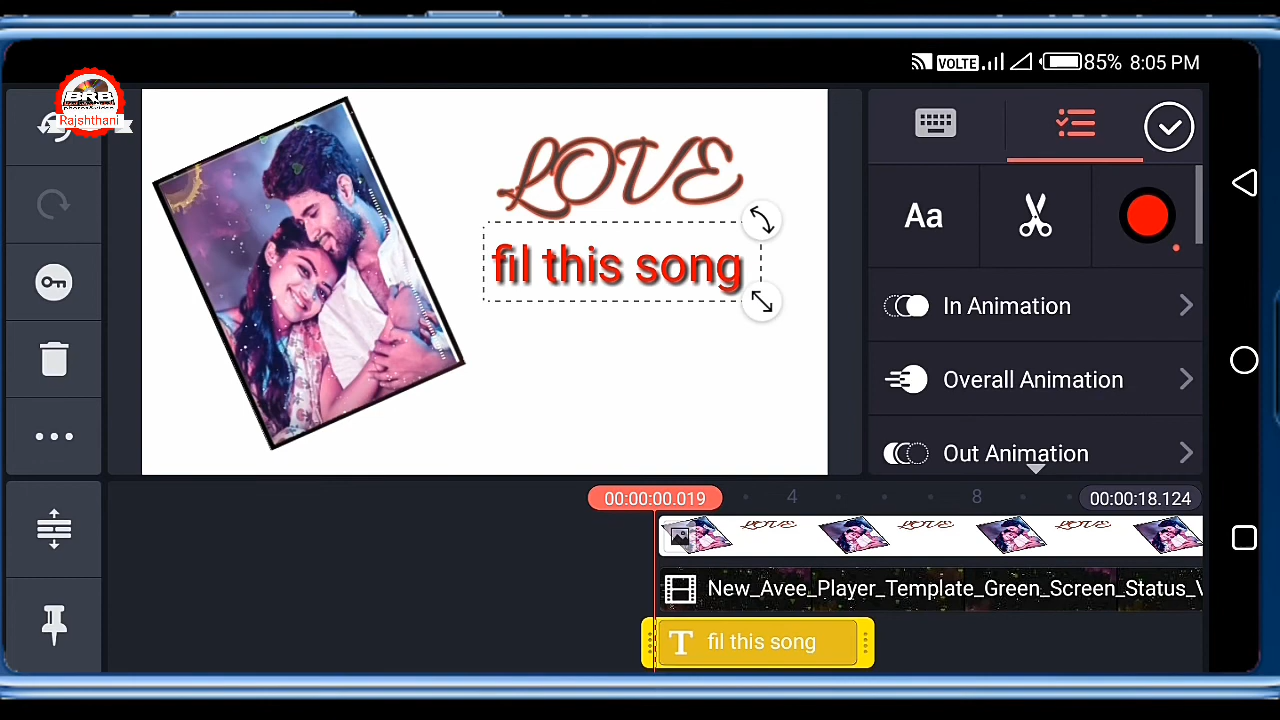 VOLTE 85% 8:05 PM
BRB
Rajshthani
LOVE
fil this song
Aa
In Animation
Overall Animation
Out Animation
00:00:00.019
4
8
00:00:18.124
LOVE LOVE LOVE
New_Avee_Player_Template_Green_Screen_Status_V
T fil this song